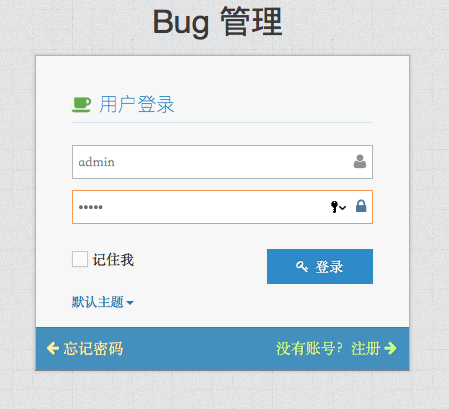 Bug 管理
用户登录
admin
•••••
记住我
登录
默认主题
忘记密码
没有账号? 注册